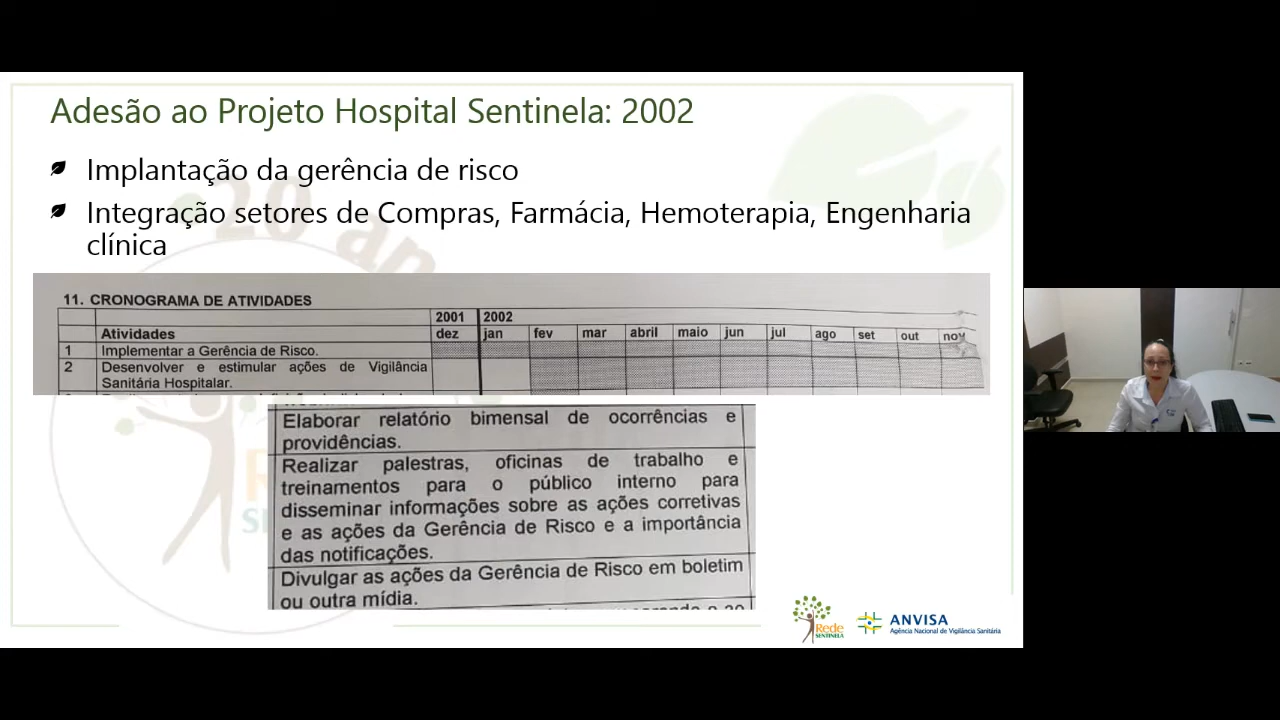 Adesão ao Projeto Hospital Sentinela: 2002
Implantação da gerência de risco
Integração setores de Compras, Farmácia, Hemoterapia, Engenharia
clínica
20 an
11. CRONOGRAMA DE ATIVIDADES
2001 2002
Atividades dez jan fev mar abril maio jun jul ago set out nov
1 Implementar a Gerência de Risco.
2 Desenvolver e estimular ações de Vigilância
Sanitária Hospitalar.
Elaborar relatório bimensal de ocorrências e
providências.
Realizar palestras, oficinas de trabalho e
treinamentos para o público interno para
disseminar informações sobre as ações corretivas
e as ações da Gerência de Risco e a importância
das notificações.
Divulgar as ações da Gerência de Risco em boletim
ou outra mídia.
Rede
SENTINELA
ANVISA
Agência Nacional de Vigilância Sanitária